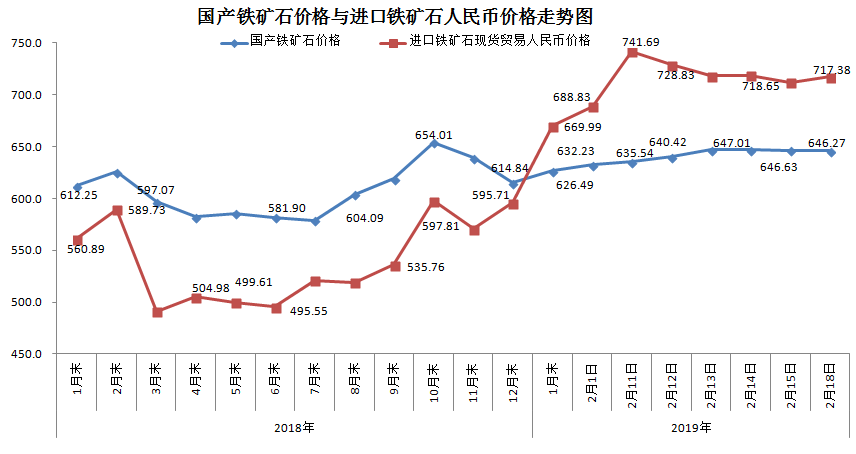 国产铁矿石价格与进口铁矿石人民币价格走势图
国产铁矿石价格 进口铁矿石现货贸易人民币价格
750.0
700.0
650.0
600.0
550.0
500.0
450.0
612.25
597.07
581.90
604.09
654.01
614.84
626.49
632.23
635.54
640.42
647.01
646.63
646.27
560.89
589.73
504.98
499.61
495.55
535.76
597.81
595.71
669.99
688.83
741.69
728.83
718.65
717.38
1月末
2月末
3月末
4月末
5月末
6月末
7月末
8月末
9月末
10月末
11月末
12月末
1月末
2月1日
2月11日
2月12日
2月13日
2月14日
2月15日
2月18日
2018年 2019年